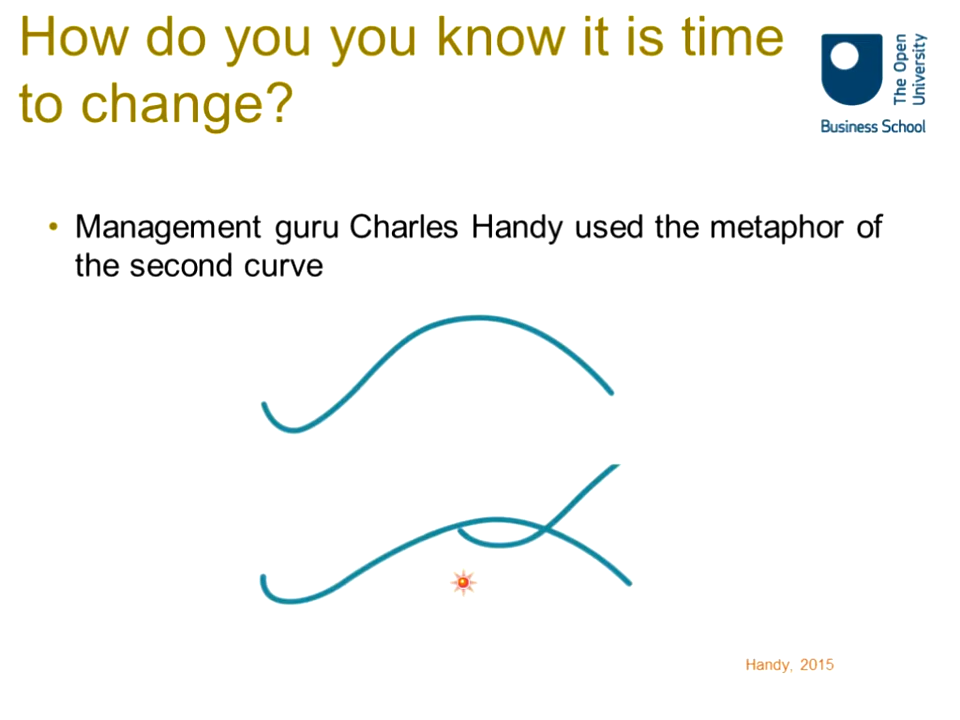 How do you you know it is time
to change?
The Open
University
Business School
• Management guru Charles Handy used the metaphor of
the second curve
Handy, 2015